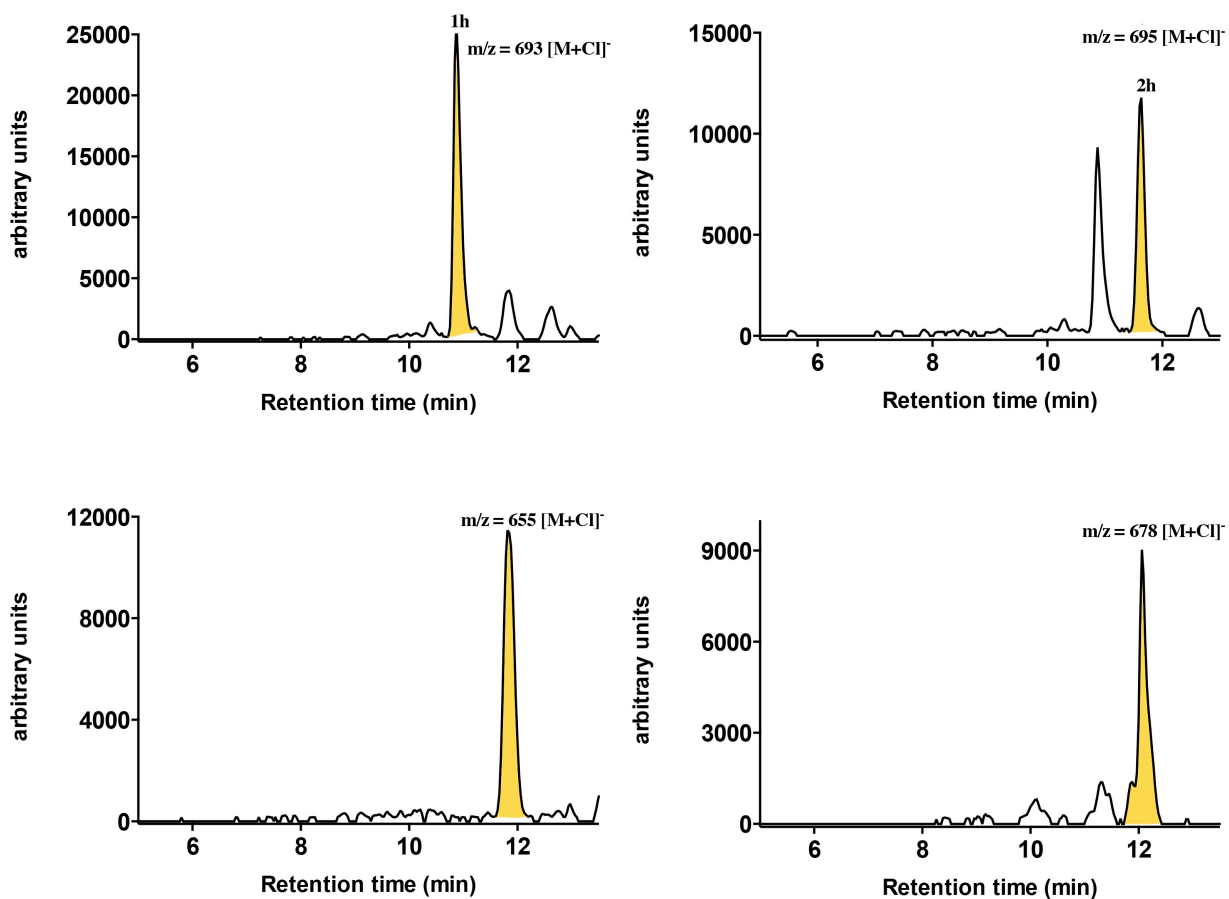 1h
m/z = 693 [M+Cl]-
25000
20000
15000
10000
5000
0
arbitrary units
6 8 10 12
Retention time (min)
m/z = 695 [M+Cl]-
2h
15000
10000
5000
0
arbitrary units
6 8 10 12
Retention time (min)
m/z = 655 [M+Cl]-
12000
8000
4000
0
arbitrary units
6 8 10 12
Retention time (min)
m/z = 678 [M+Cl]-
9000
6000
3000
0
arbitrary units
6 8 10 12
Retention time (min)